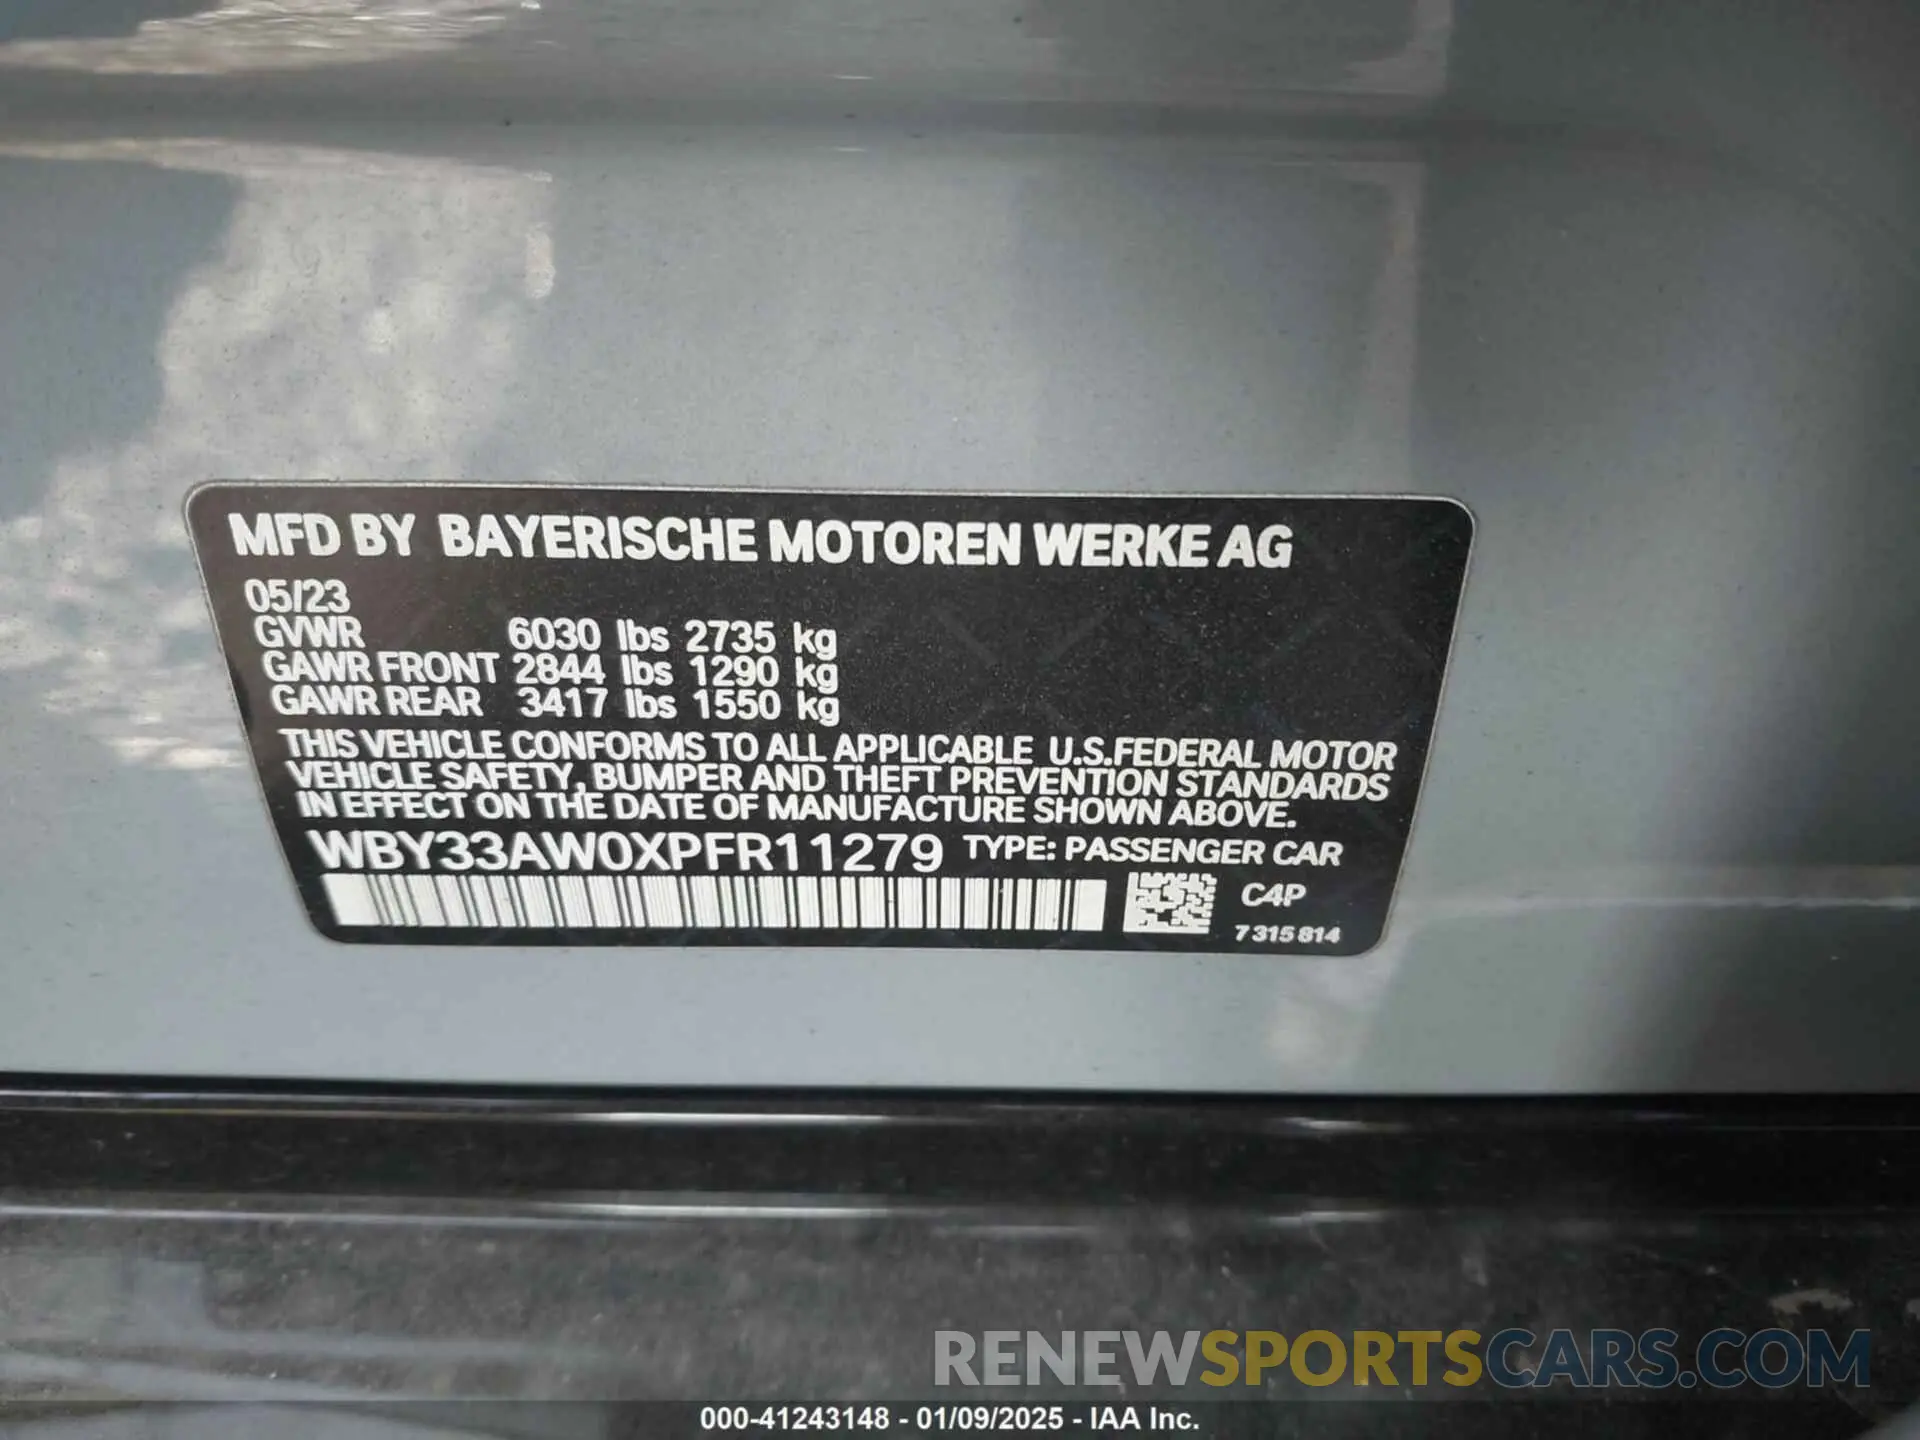 MFD BY BAYERISCHE MOTOREN WERKE AG
05/23
GVWR 6030 lbs 2735 kg
GAWR FRONT 2844 lbs 1290 kg
GAWR REAR 3417 lbs 1550 kg
THIS VEHICLE CONFORMS TO ALL APPLICABLE U.S.FEDERAL MOTOR
VEHICLE SAFETY, BUMPER AND THEFT PREVENTION STANDARDS
IN EFFECT ON THE DATE OF MANUFACTURE SHOWN ABOVE.
WBY33AW0XPFR11279 TYPE: PASSENGER CAR
C4P
7 315 814
RENEWSPORTSCARS.COM
000-41243148 - 01/09/2025 - IAA Inc.